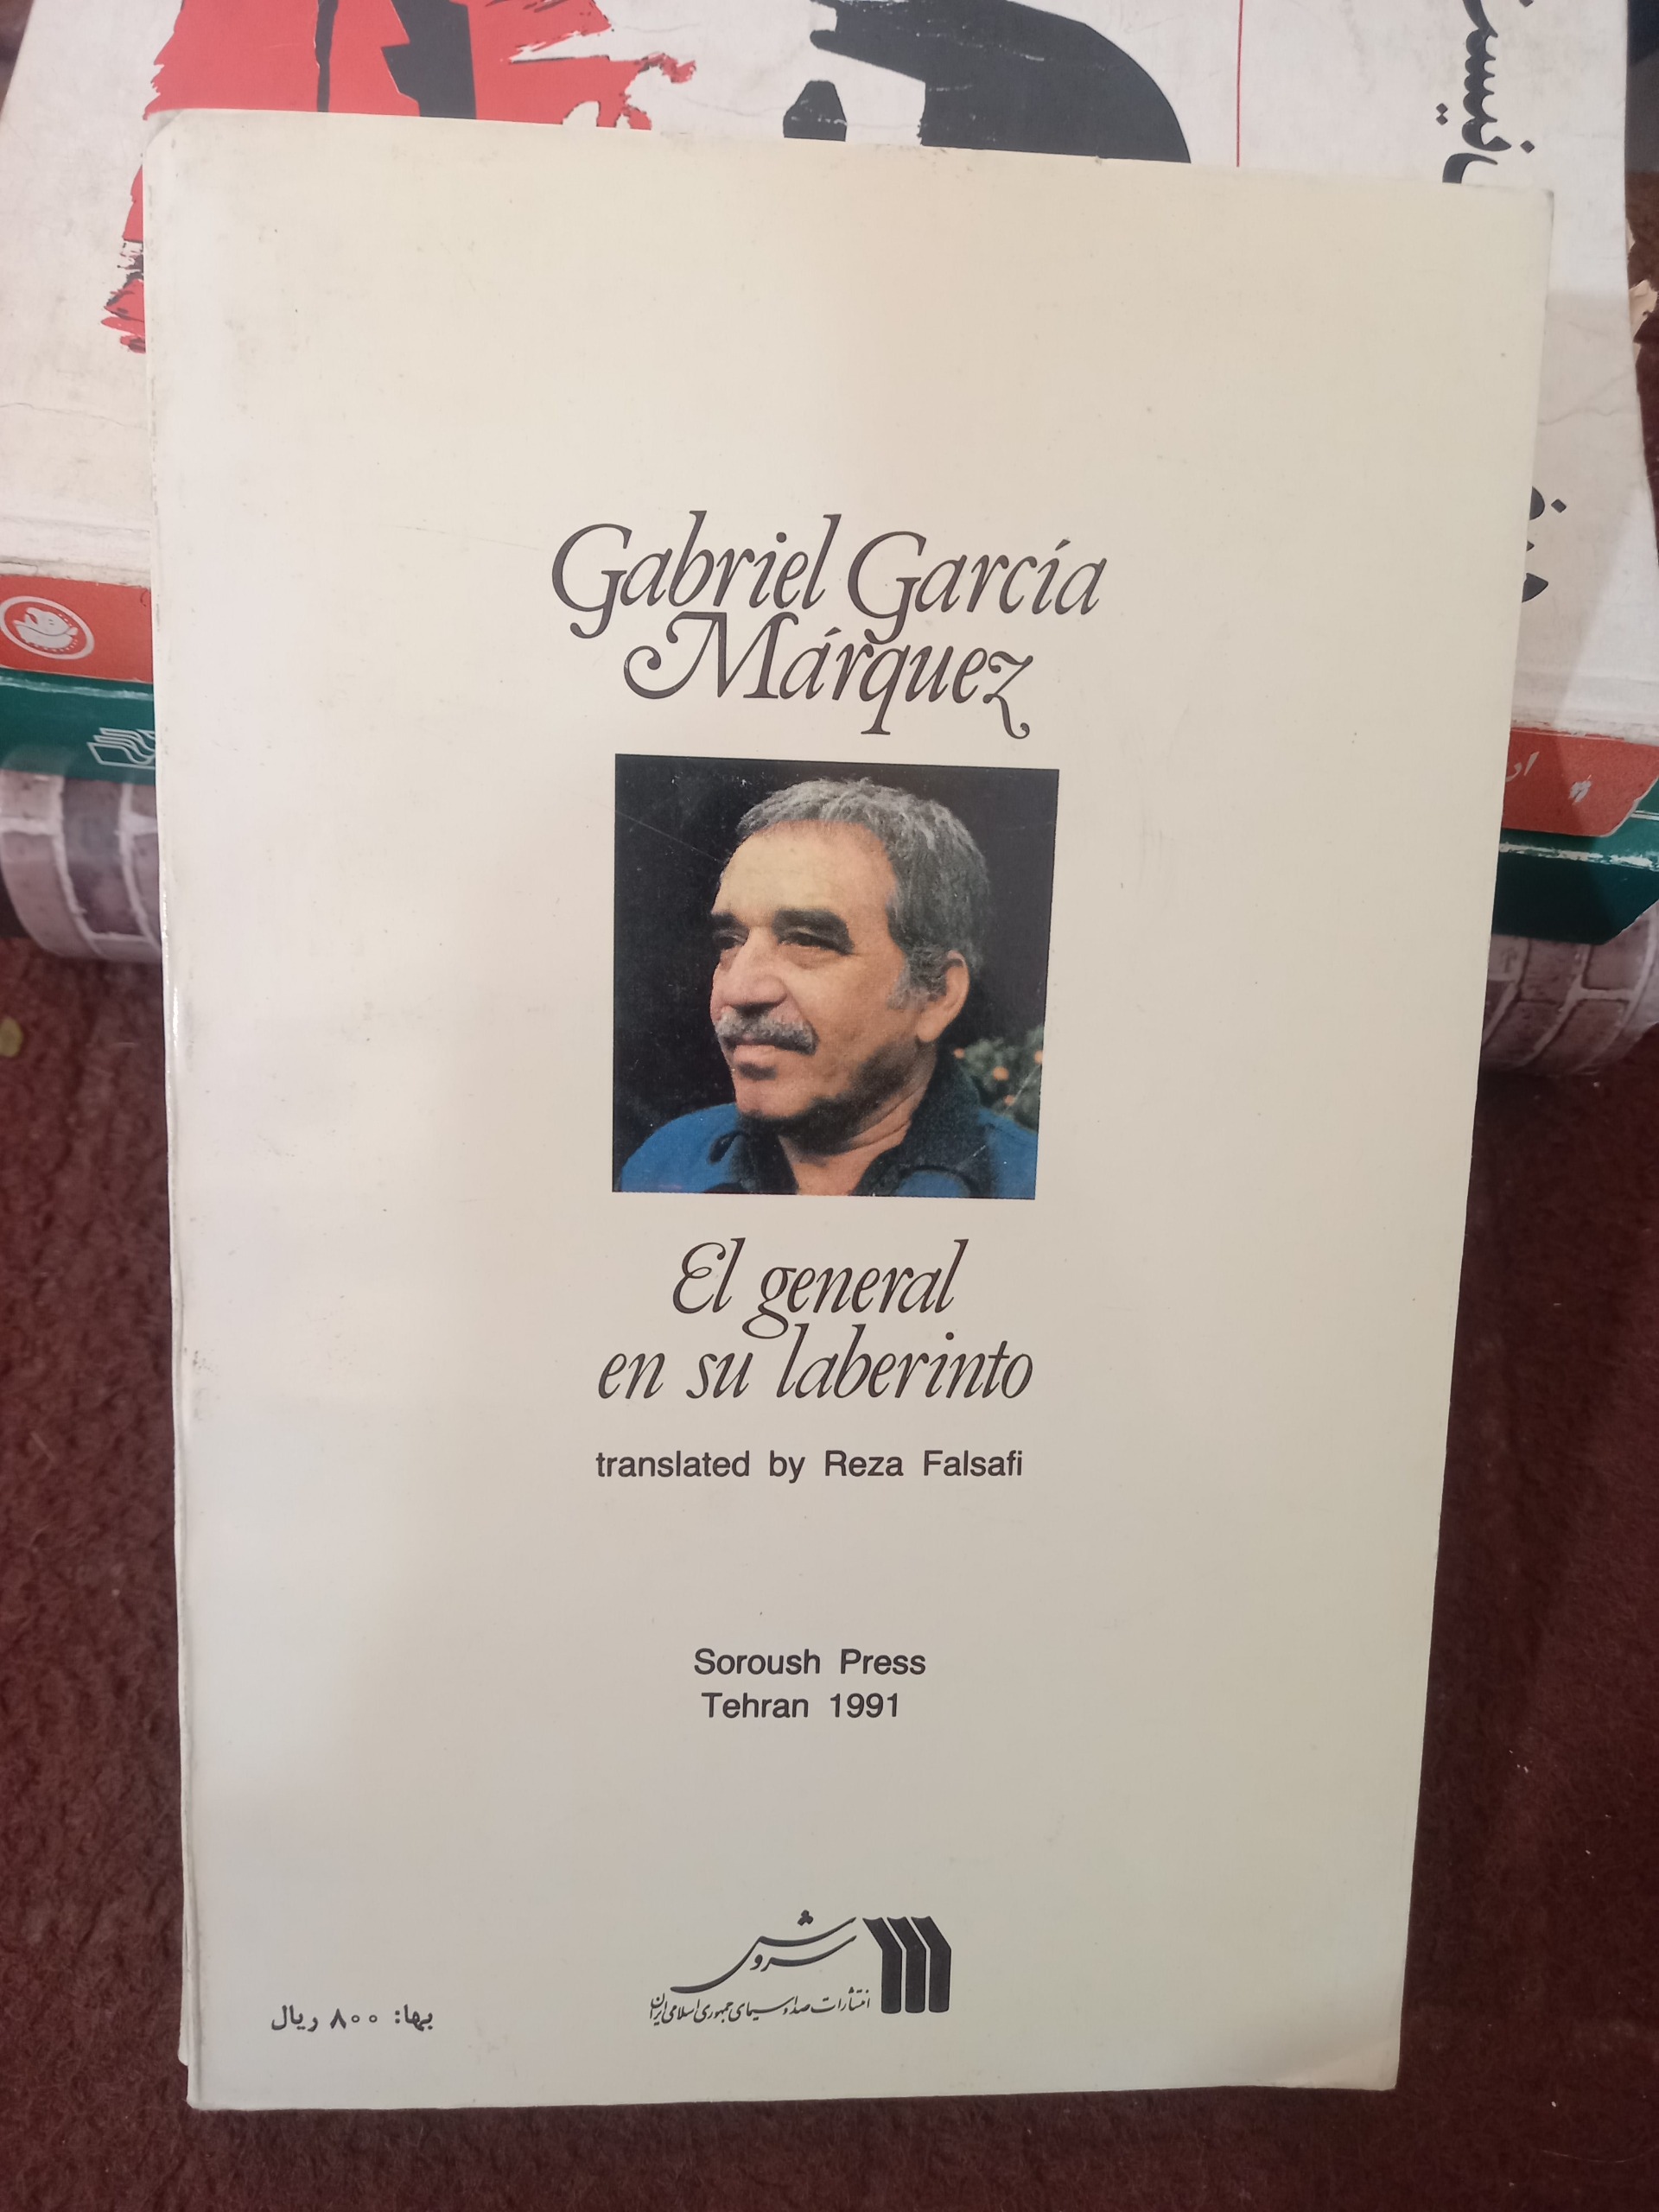 Gabriel García
Márquez
El general
en su laberinto
translated by Reza Falsafi
Soroush Press
Tehran 1991
سروش
انتشارات صدا و سیمای جمهوری اسلامی ایران
بها: ۸۰۰ ریال